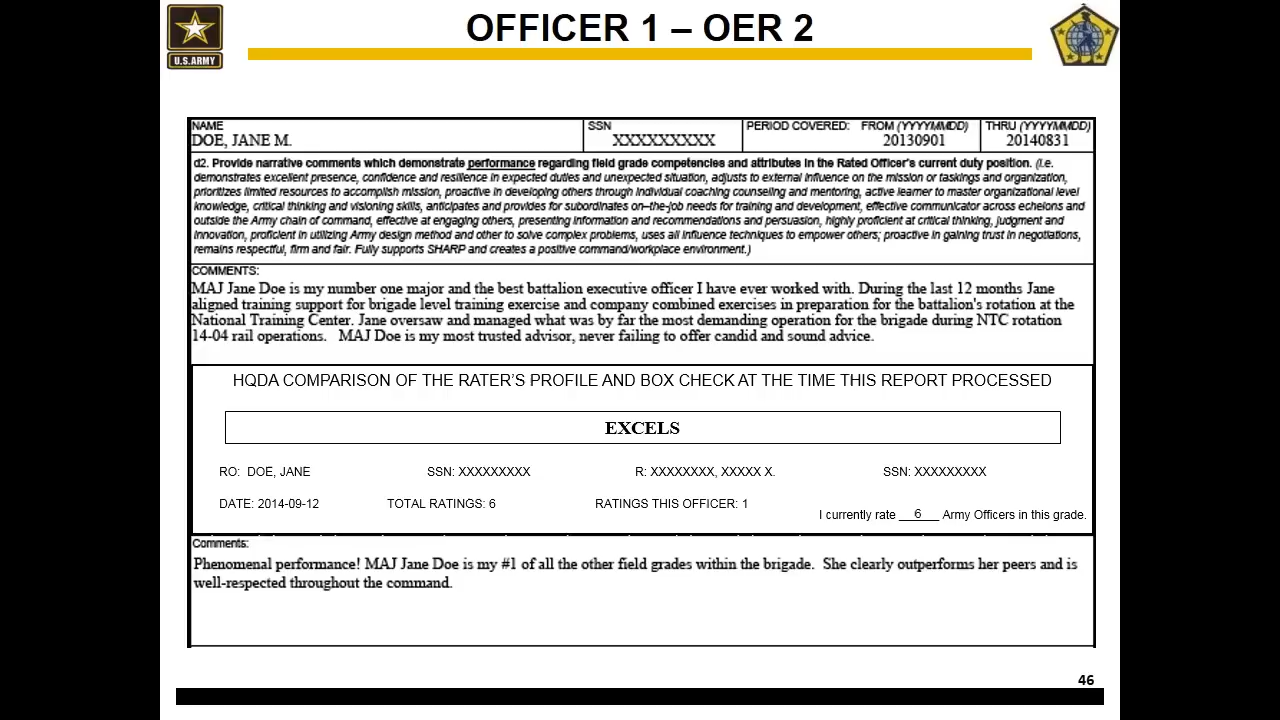 OFFICER 1 – OER 2
U.S.ARMY
NAME
DOE, JANE M.
SSN
XXXXXXXXX
PERIOD COVERED: FROM (YYYYMMDD)
20130901
THRU (YYYYMMDD)
20140831
d2. Provide narrative comments which demonstrate performance regarding field grade competencies and attributes in the Rated Officer's current duty position. (i.e.
demonstrates excellent presence, confidence and resilience in expected duties and unexpected situation, adjusts to external influence on the mission or taskings and organization,
prioritizes limited resources to accomplish mission, proactive in developing others through individual coaching counseling and mentoring, active learner to master organizational level
knowledge, critical thinking and visioning skills, anticipates and provides for subordinates on–the-job needs for training and development, effective communicator across echelons and
outside the Army chain of command, effective at engaging others, presenting information and recommendations and persuasion, highly proficient at critical thinking, judgment and
innovation, proficient in utilizing Army design method and other to solve complex problems, uses all influence techniques to empower others; proactive in gaining trust in negotiations,
remains respectful, firm and fair. Fully supports SHARP and creates a positive command/workplace environment.)
COMMENTS:
MAJ Jane Doe is my number one major and the best battalion executive officer I have ever worked with. During the last 12 months Jane
aligned training support for brigade level training exercise and company combined exercises in preparation for the battalion's rotation at the
National Training Center. Jane oversaw and managed what was by far the most demanding operation for the brigade during NTC rotation
14-04 rail operations. MAJ Doe is my most trusted advisor, never failing to offer candid and sound advice.
HQDA COMPARISON OF THE RATER'S PROFILE AND BOX CHECK AT THE TIME THIS REPORT PROCESSED
EXCELS
RO: DOE, JANE SSN: XXXXXXXXX R: XXXXXXXX, XXXXX X. SSN: XXXXXXXXX
DATE: 2014-09-12 TOTAL RATINGS: 6 RATINGS THIS OFFICER: 1
I currently rate __6__ Army Officers in this grade.
Comments:
Phenomenal performance! MAJ Jane Doe is my #1 of all the other field grades within the brigade. She clearly outperforms her peers and is
well-respected throughout the command.
46